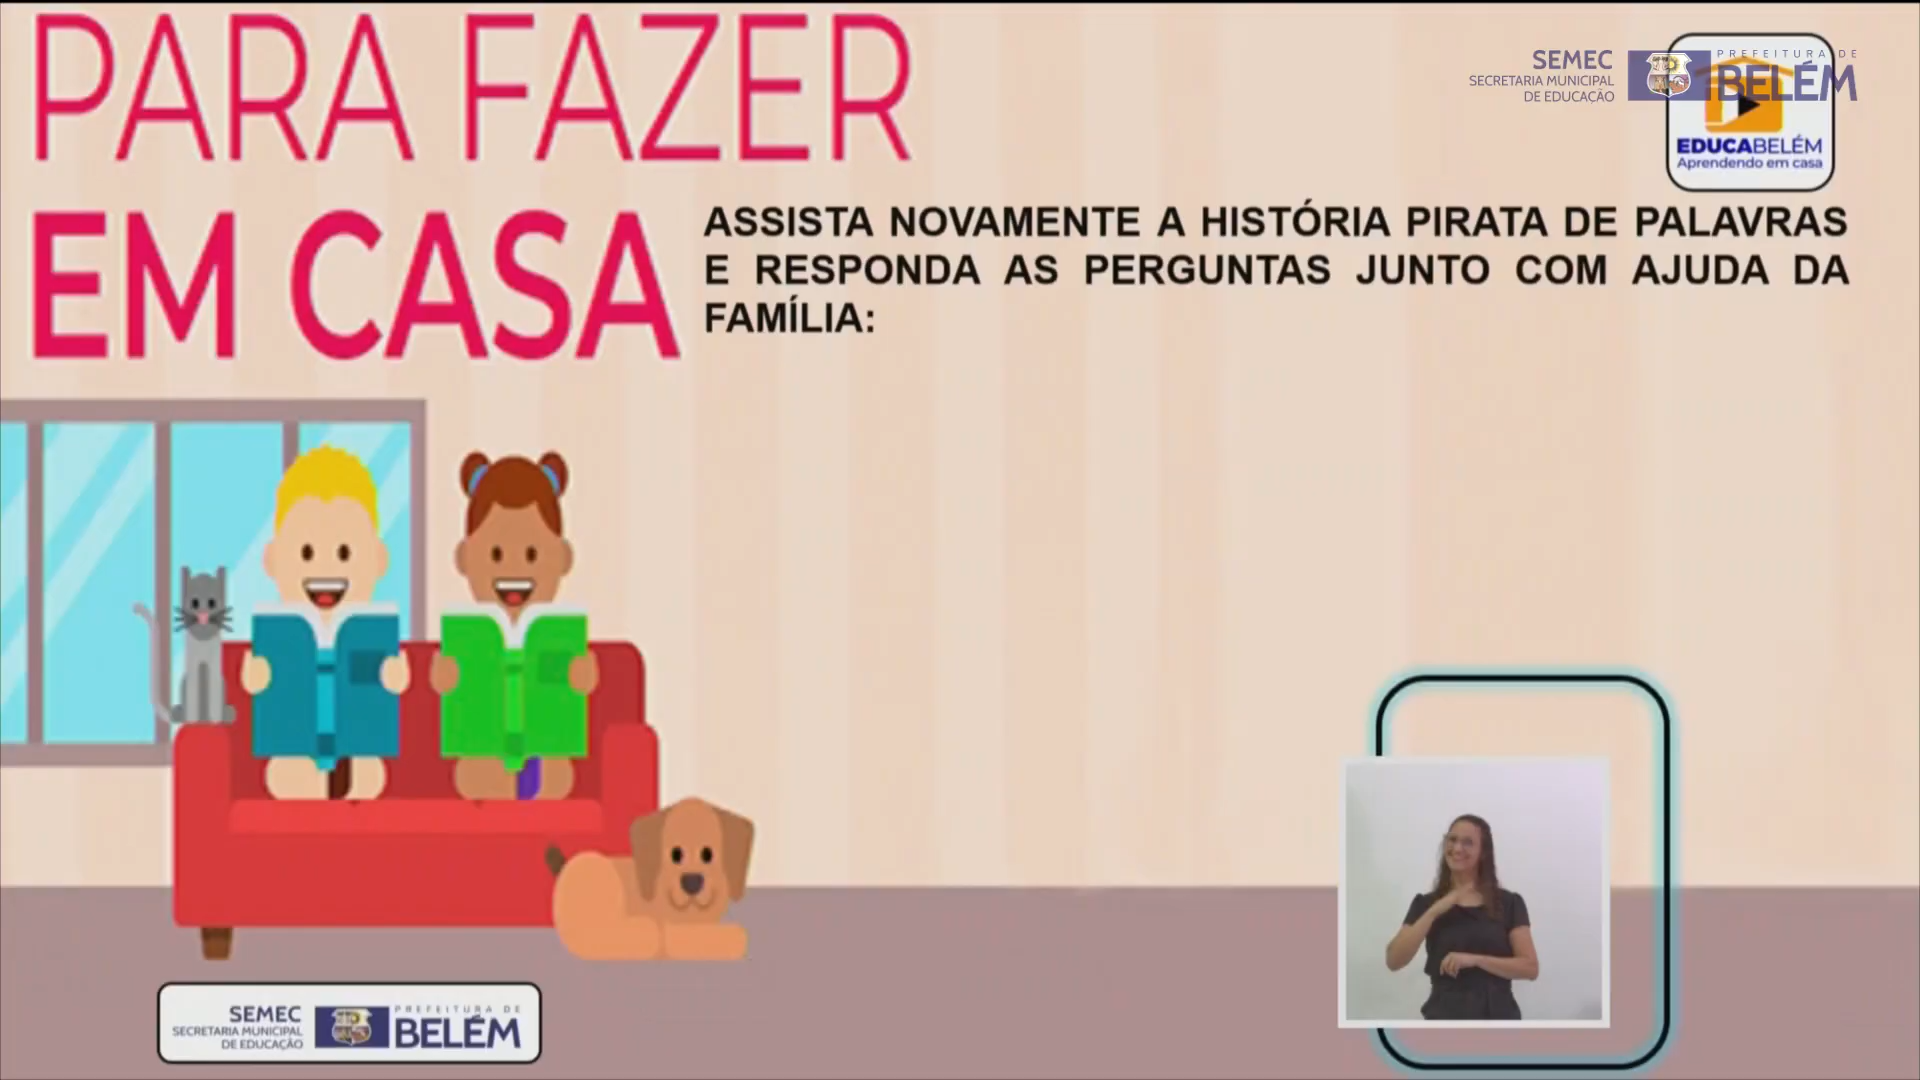 PARA FAZER
EM CASA
SEMEC
SECRETARIA MUNICIPAL
DE EDUCAÇÃO
PREFEITURA DE
BELÉM
EDUCABELÉM
Aprendendo em casa
ASSISTA NOVAMENTE A HISTÓRIA PIRATA DE PALAVRAS
E RESPONDA AS PERGUNTAS JUNTO COM AJUDA DA
FAMÍLIA:
SEMEC
SECRETARIA MUNICIPAL
DE EDUCAÇÃO
PREFEITURA DE
BELÉM